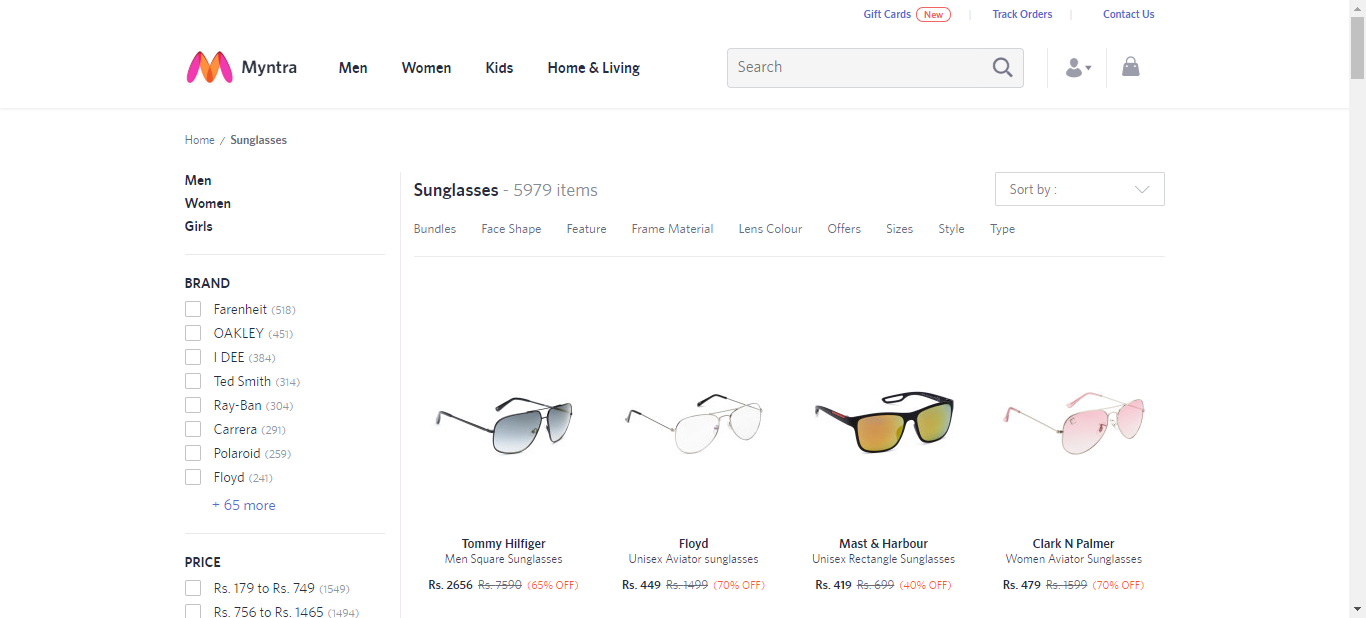 Gift Cards New Track Orders Contact Us
Myntra Men Women Kids Home & Living Search
Home / Sunglasses
Men
Women
Girls
BRAND
Farenheit (518)
OAKLEY (451)
I DEE (384)
Ted Smith (314)
Ray-Ban (304)
Carrera (291)
Polaroid (259)
Floyd (241)
+ 65 more
PRICE
Rs. 179 to Rs. 749 (1549)
Rs. 756 to Rs. 1465 (1494)
Sunglasses - 5979 items
Sort by :
Bundles Face Shape Feature Frame Material Lens Colour Offers Sizes Style Type
Tommy Hilfiger
Men Square Sunglasses
Rs. 2656 Rs. 7590 (65% OFF)
Floyd
Unisex Aviator sunglasses
Rs. 449 Rs. 1499 (70% OFF)
Mast & Harbour
Unisex Rectangle Sunglasses
Rs. 419 Rs. 699 (40% OFF)
Clark N Palmer
Women Aviator Sunglasses
Rs. 479 Rs. 1599 (70% OFF)